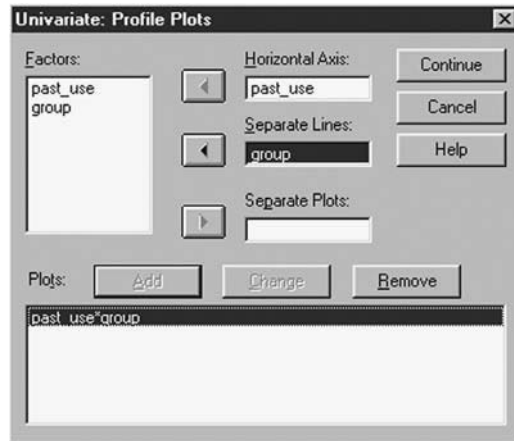 Univariate: Profile Plots
Factors:
past_use
group
Horizontal Axis:
past_use
Separate Lines:
group
Separate Plots:
Continue
Cancel
Help
Plots:
Add
Change
Remove
past_use*group